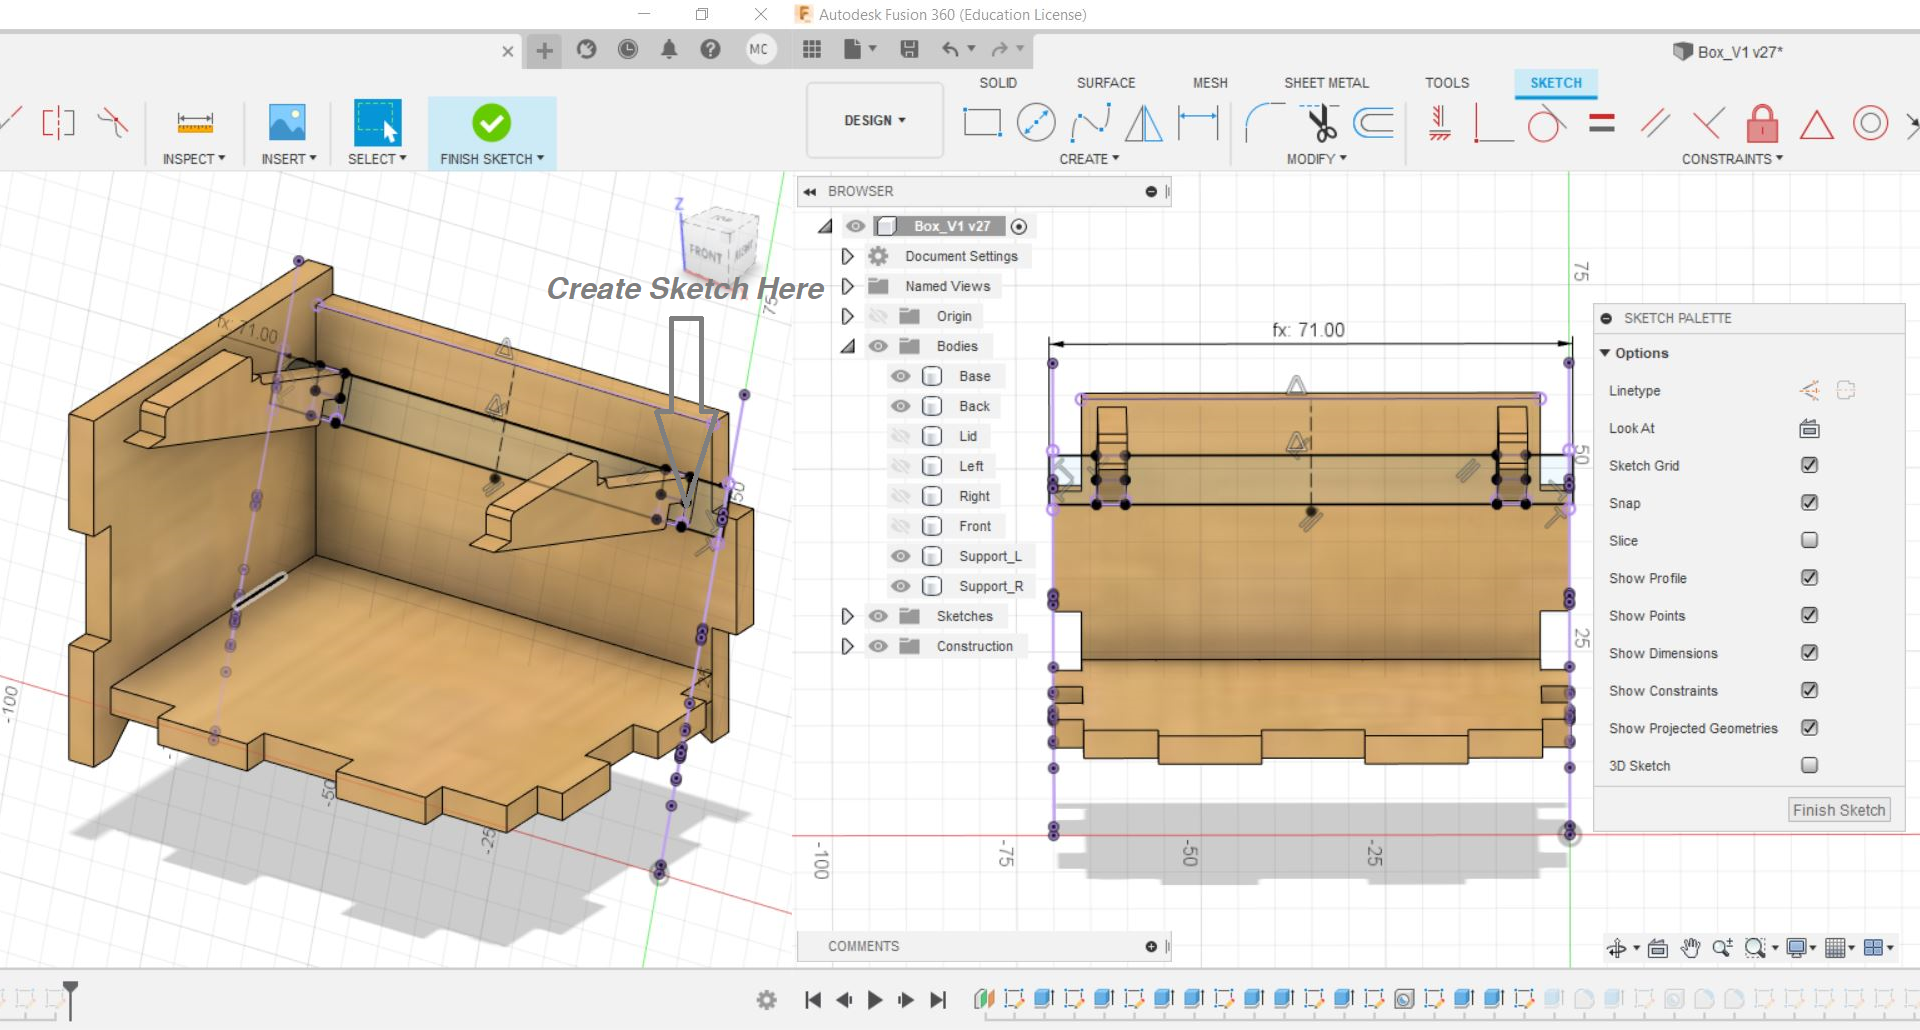 Autodesk Fusion 360 (Education License)
MC
Box_V1 v27*
SOLID SURFACE MESH SHEET METAL TOOLS SKETCH
DESIGN
INSPECT INSERT SELECT FINISH SKETCH
CREATE MODIFY CONSTRAINTS
BROWSER
Box_V1 v27
Document Settings
Named Views
Origin
Bodies
Base
Back
Lid
Left
Right
Front
Support_L
Support_R
Sketches
Construction
COMMENTS
Z
FRONT
RIGHT
Create Sketch Here
fx: 71.00
75
50
-100
-50
-25
fx: 71.00
75
50
25
-100
-75
-50
-25
SKETCH PALETTE
Options
Linetype
Look At
Sketch Grid
Snap
Slice
Show Profile
Show Points
Show Dimensions
Show Constraints
Show Projected Geometries
3D Sketch
Finish Sketch